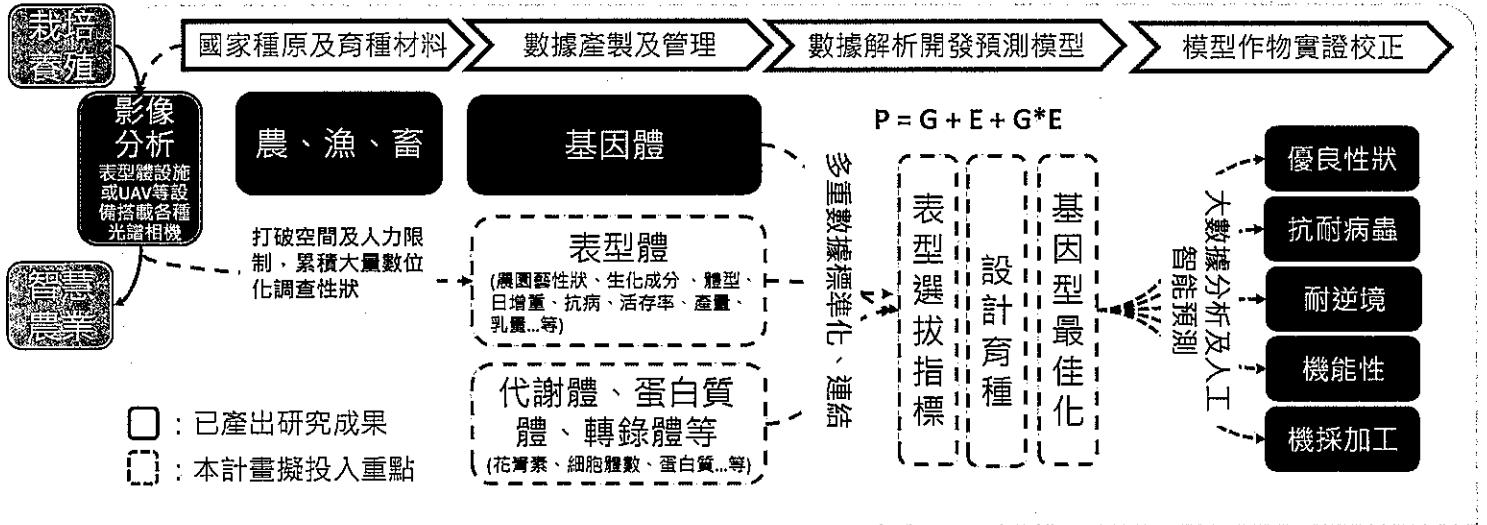 栽培
養殖
國家種原及育種材料
數據產製及管理
數據解析開發預測模型
模型作物實證校正
影像
分析
表型體設施
或UAV等設
備搭載各種
光譜相機
智慧
農業
農、漁、畜
打破空間及人力限
制，累積大量數位
化調查性狀
基因體
表型體
(農園藝性狀、生化成分、體型、
日增重、抗病、活存率、產量、
乳量...等)
代謝體、蛋白質
體、轉錄體等
(花青素、細胞體數、蛋白質...等)
多重數據標準化、連結
P = G + E + G*E
表型選拔指標
設計育種
基因型最佳化
大數據分析及人工
智能預測
優良性狀
抗耐病蟲
耐逆境
機能性
機採加工
：已產出研究成果
：本計畫擬投入重點